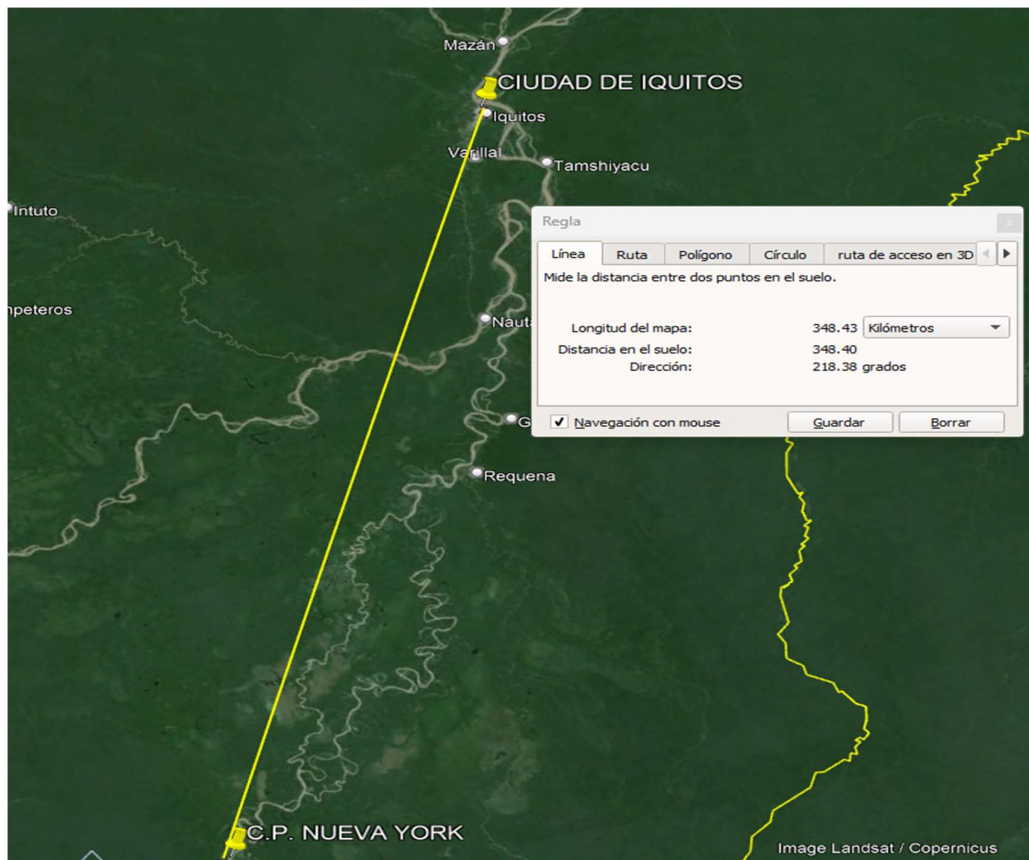 Mazán
CIUDAD DE IQUITOS
Iquitos
Varillal
Tamshiyacu
Intuto
Regla
Línea Ruta Polígono Círculo ruta de acceso en 3D
Mide la distancia entre dos puntos en el suelo.
mpeteros
Nauta
Longitud del mapa: 348.43 Kilómetros
Distancia en el suelo: 348.40
Dirección: 218.38 grados
G
Navegación con mouse Guardar Borrar
Requena
C.P. NUEVA YORK
Image Landsat / Copernicus